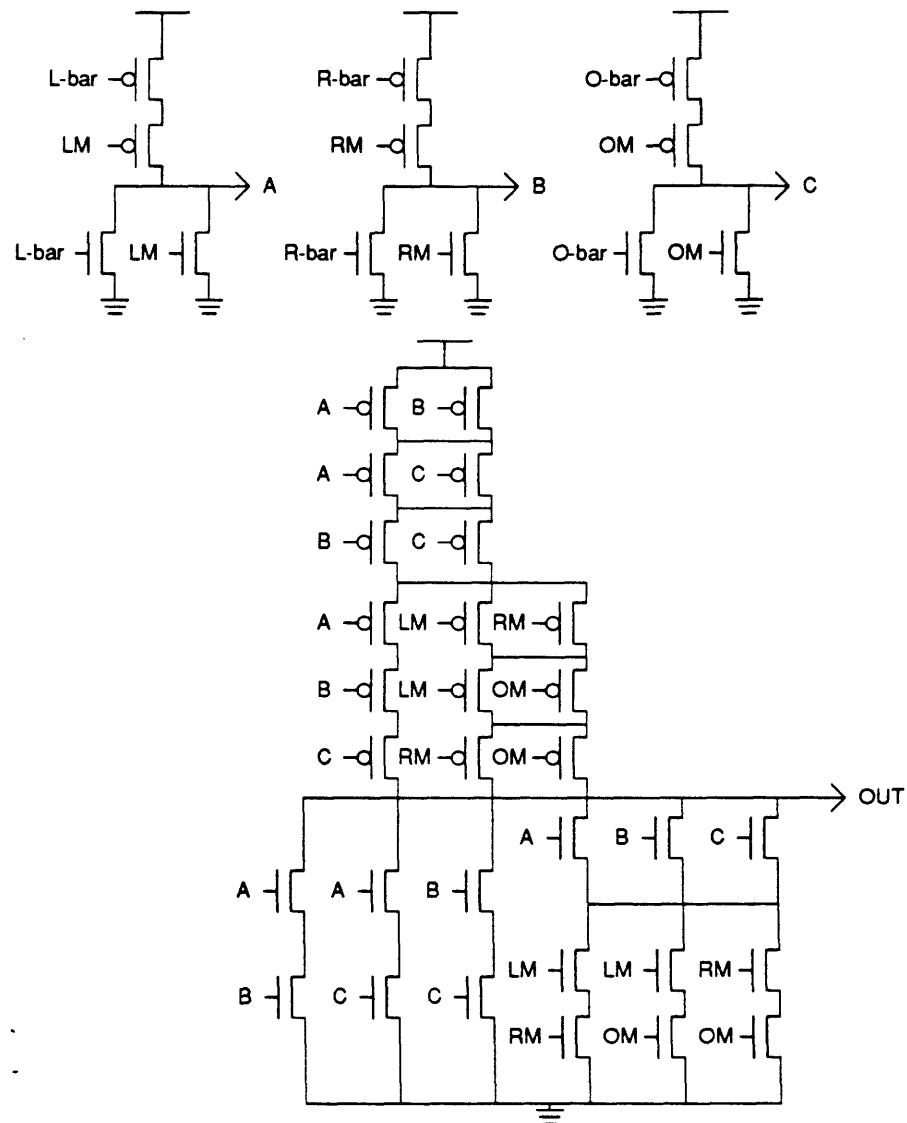 L-bar R-bar O-bar
LM RM OM
A B C
L-bar LM R-bar RM O-bar OM
A B
A C
B C
A LM RM
B LM OM
C RM OM
OUT
A B C
A A B
LM LM RM
B C C
RM OM OM